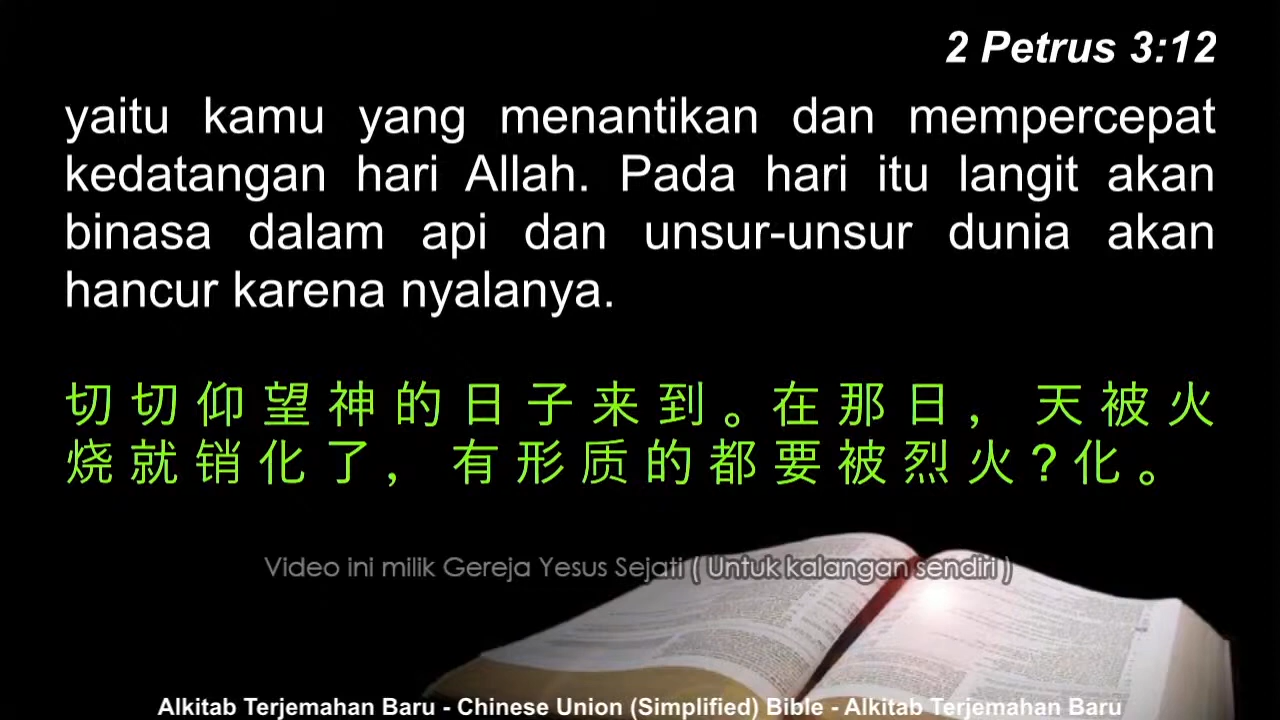 2 Petrus 3:12
yaitu kamu yang menantikan dan mempercepat
kedatangan hari Allah. Pada hari itu langit akan
binasa dalam api dan unsur-unsur dunia akan
hancur karena nyalanya.
切切仰望神的日子来到。在那日，天被火
烧就销化了，有形质的都要被烈火?化。
Video ini milik Gereja Yesus Sejati ( Untuk kalangan sendiri )
Alkitab Terjemahan Baru - Chinese Union (Simplified) Bible - Alkitab Terjemahan Baru